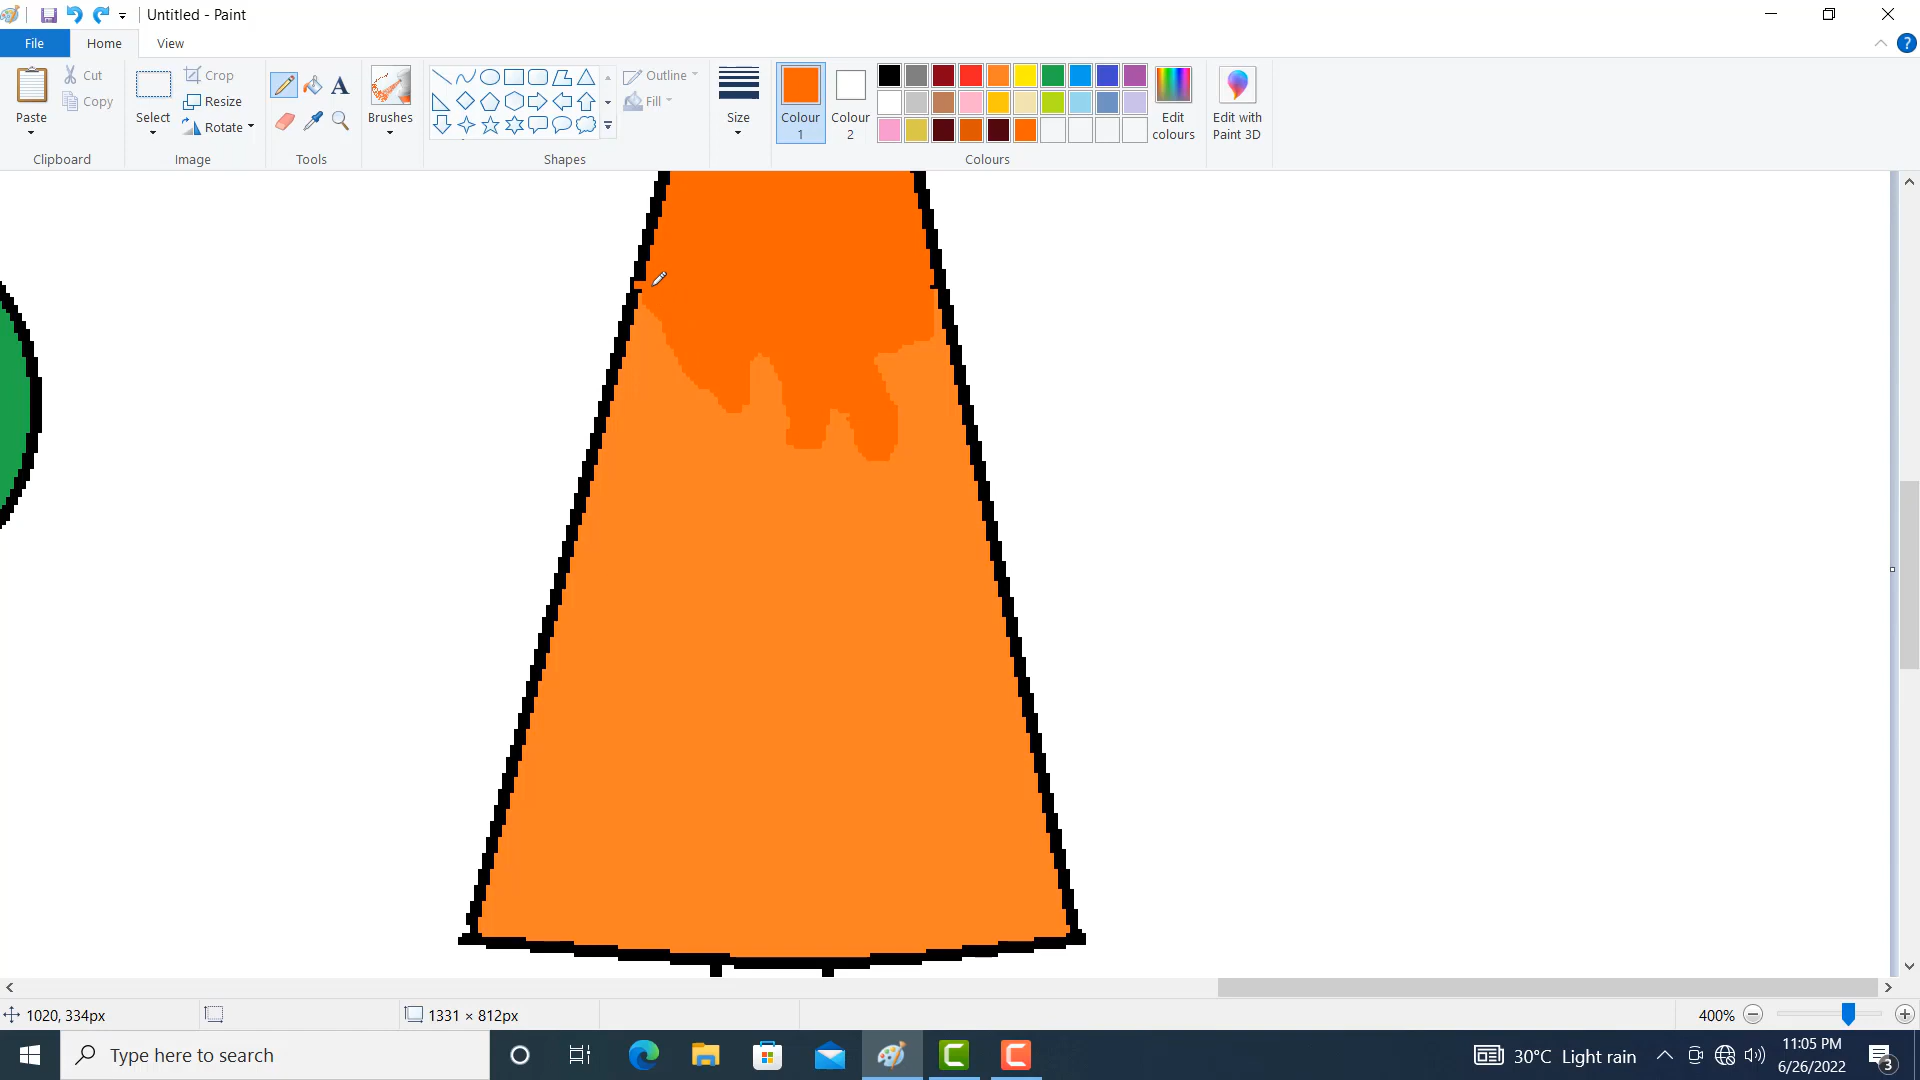 Untitled - Paint
File Home View
Paste
Cut
Copy
Clipboard
Select
Crop
Resize
Rotate
Image
A
Tools
Brushes
Outline
Fill
Shapes
Size
Colour 1
Colour 2
Edit colours
Colours
Edit with Paint 3D
1020, 334px
1331 × 812px
400%
Type here to search
30°C Light rain
11:05 PM
6/26/2022
3